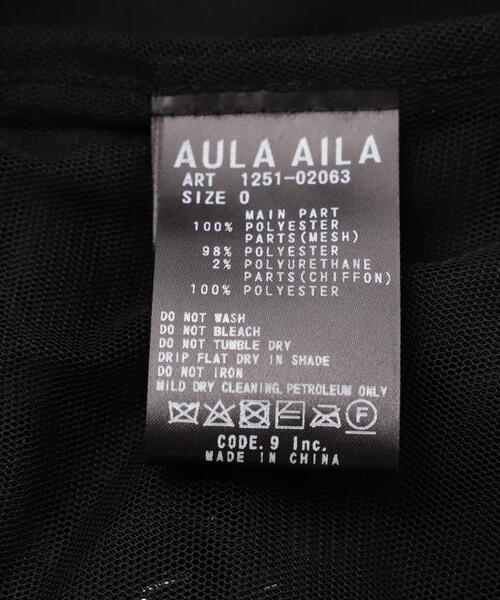 AULA AILA
ART 1251-02063
SIZE 0
MAIN PART
100% POLYESTER
PARTS(MESH)
98% POLYESTER
2% POLYURETHANE
PARTS(CHIFFON)
100% POLYESTER
DO NOT WASH
DO NOT BLEACH
DO NOT TUMBLE DRY
DRIP FLAT DRY IN SHADE
DO NOT IRON
MILD DRY CLEANING, PETROLEUM ONLY
F
CODE.9 Inc.
MADE IN CHINA